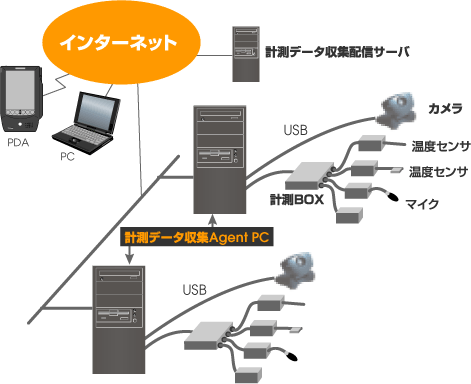 インターネット
計測データ収集配信サーバ
PDA
PC
USB
カメラ
温度センサ
温度センサ
計測BOX
マイク
計測データ収集Agent PC
USB